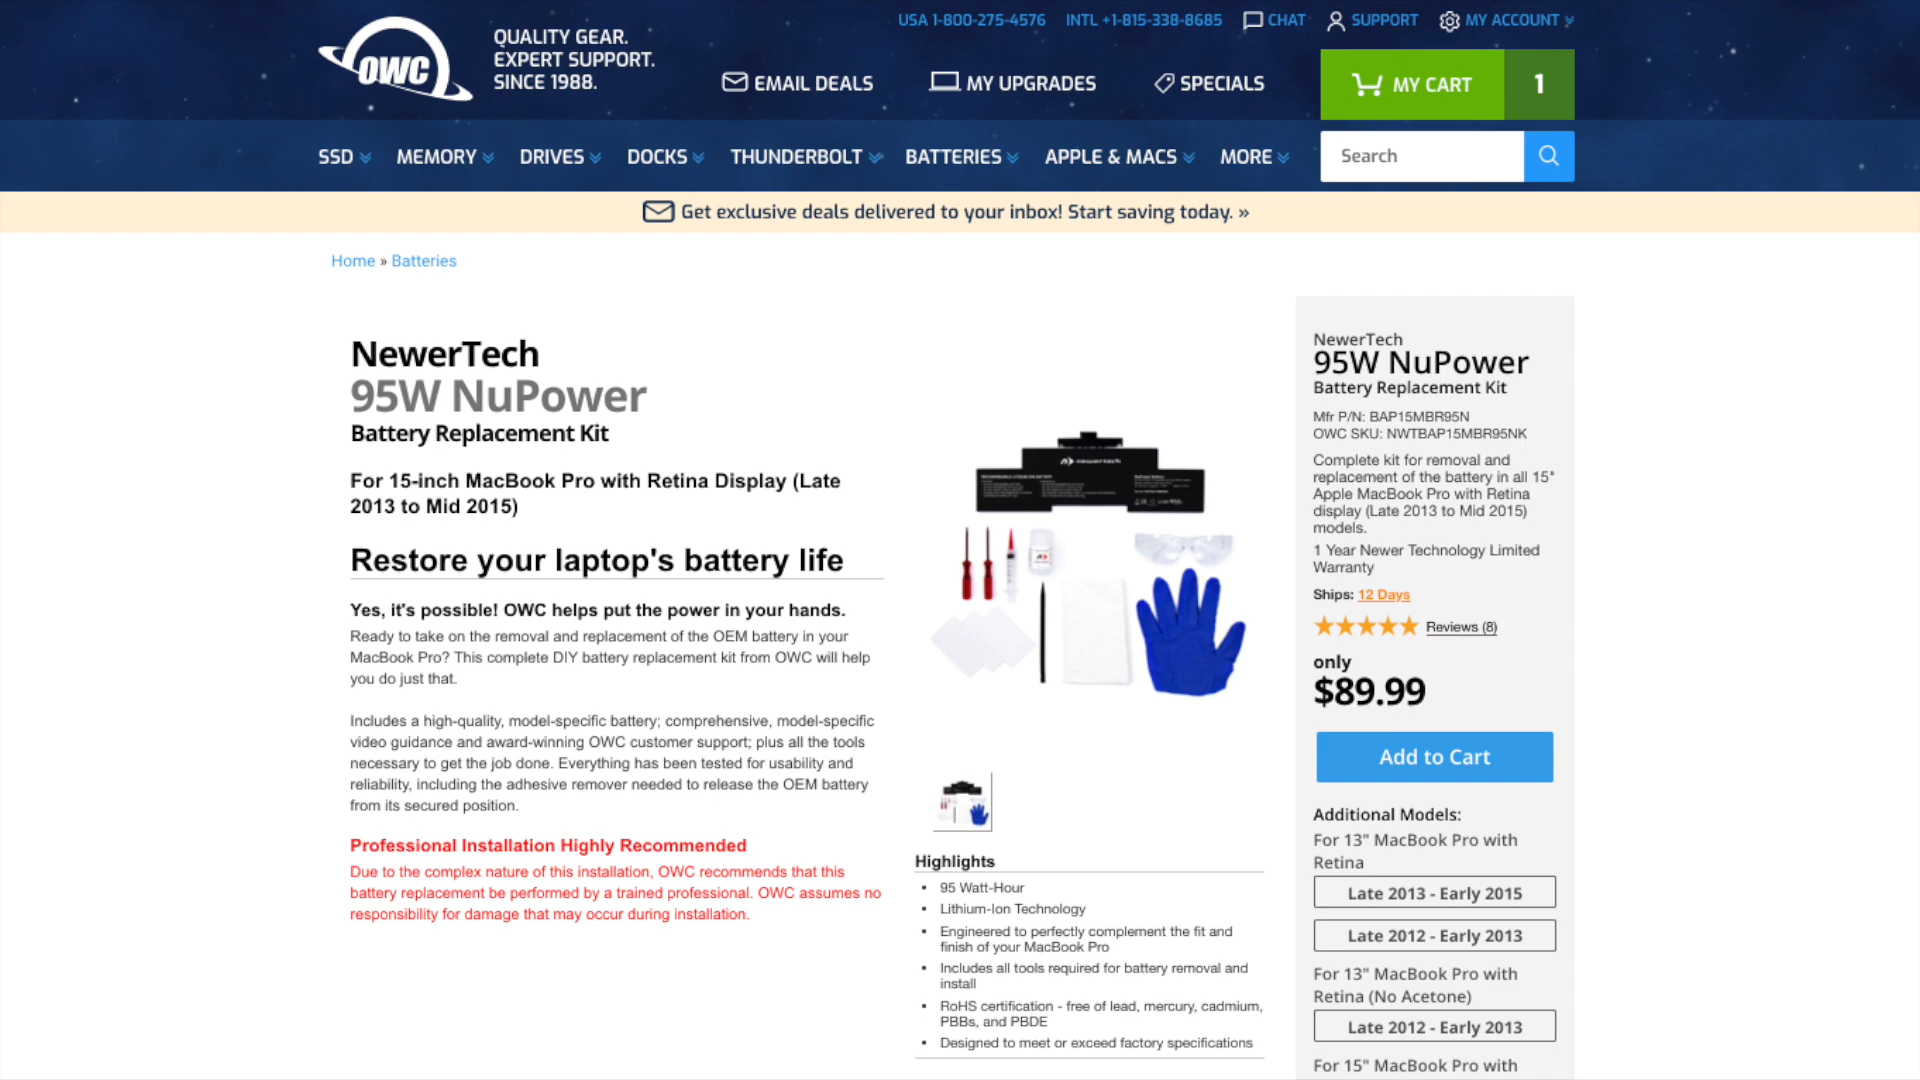 USA 1-800-275-4576 INTL +1-815-338-8685 CHAT SUPPORT MY ACCOUNT
OWC
QUALITY GEAR.
EXPERT SUPPORT.
SINCE 1988.
EMAIL DEALS MY UPGRADES SPECIALS MY CART 1
SSD MEMORY DRIVES DOCKS THUNDERBOLT BATTERIES APPLE & MACS MORE Search
Get exclusive deals delivered to your inbox! Start saving today. »
Home » Batteries
NewerTech
95W NuPower
Battery Replacement Kit
For 15-inch MacBook Pro with Retina Display (Late
2013 to Mid 2015)
Restore your laptop's battery life
Yes, it's possible! OWC helps put the power in your hands.
Ready to take on the removal and replacement of the OEM battery in your
MacBook Pro? This complete DIY battery replacement kit from OWC will help
you do just that.
Includes a high-quality, model-specific battery; comprehensive, model-specific
video guidance and award-winning OWC customer support; plus all the tools
necessary to get the job done. Everything has been tested for usability and
reliability, including the adhesive remover needed to release the OEM battery
from its secured position.
Professional Installation Highly Recommended
Due to the complex nature of this installation, OWC recommends that this
battery replacement be performed by a trained professional. OWC assumes no
responsibility for damage that may occur during installation.
Highlights
• 95 Watt-Hour
• Lithium-Ion Technology
• Engineered to perfectly complement the fit and
finish of your MacBook Pro
• Includes all tools required for battery removal and
install
• RoHS certification - free of lead, mercury, cadmium,
PBBs, and PBDE
• Designed to meet or exceed factory specifications
NewerTech
95W NuPower
Battery Replacement Kit
Mfr P/N: BAP15MBR95N
OWC SKU: NWTBAP15MBR95NK
Complete kit for removal and
replacement of the battery in all 15"
Apple MacBook Pro with Retina
display (Late 2013 to Mid 2015)
models.
1 Year Newer Technology Limited
Warranty
Ships: 12 Days
Reviews (8)
only
$89.99
Add to Cart
Additional Models:
For 13" MacBook Pro with
Retina
Late 2013 - Early 2015
Late 2012 - Early 2013
For 13" MacBook Pro with
Retina (No Acetone)
Late 2012 - Early 2013
For 15" MacBook Pro with